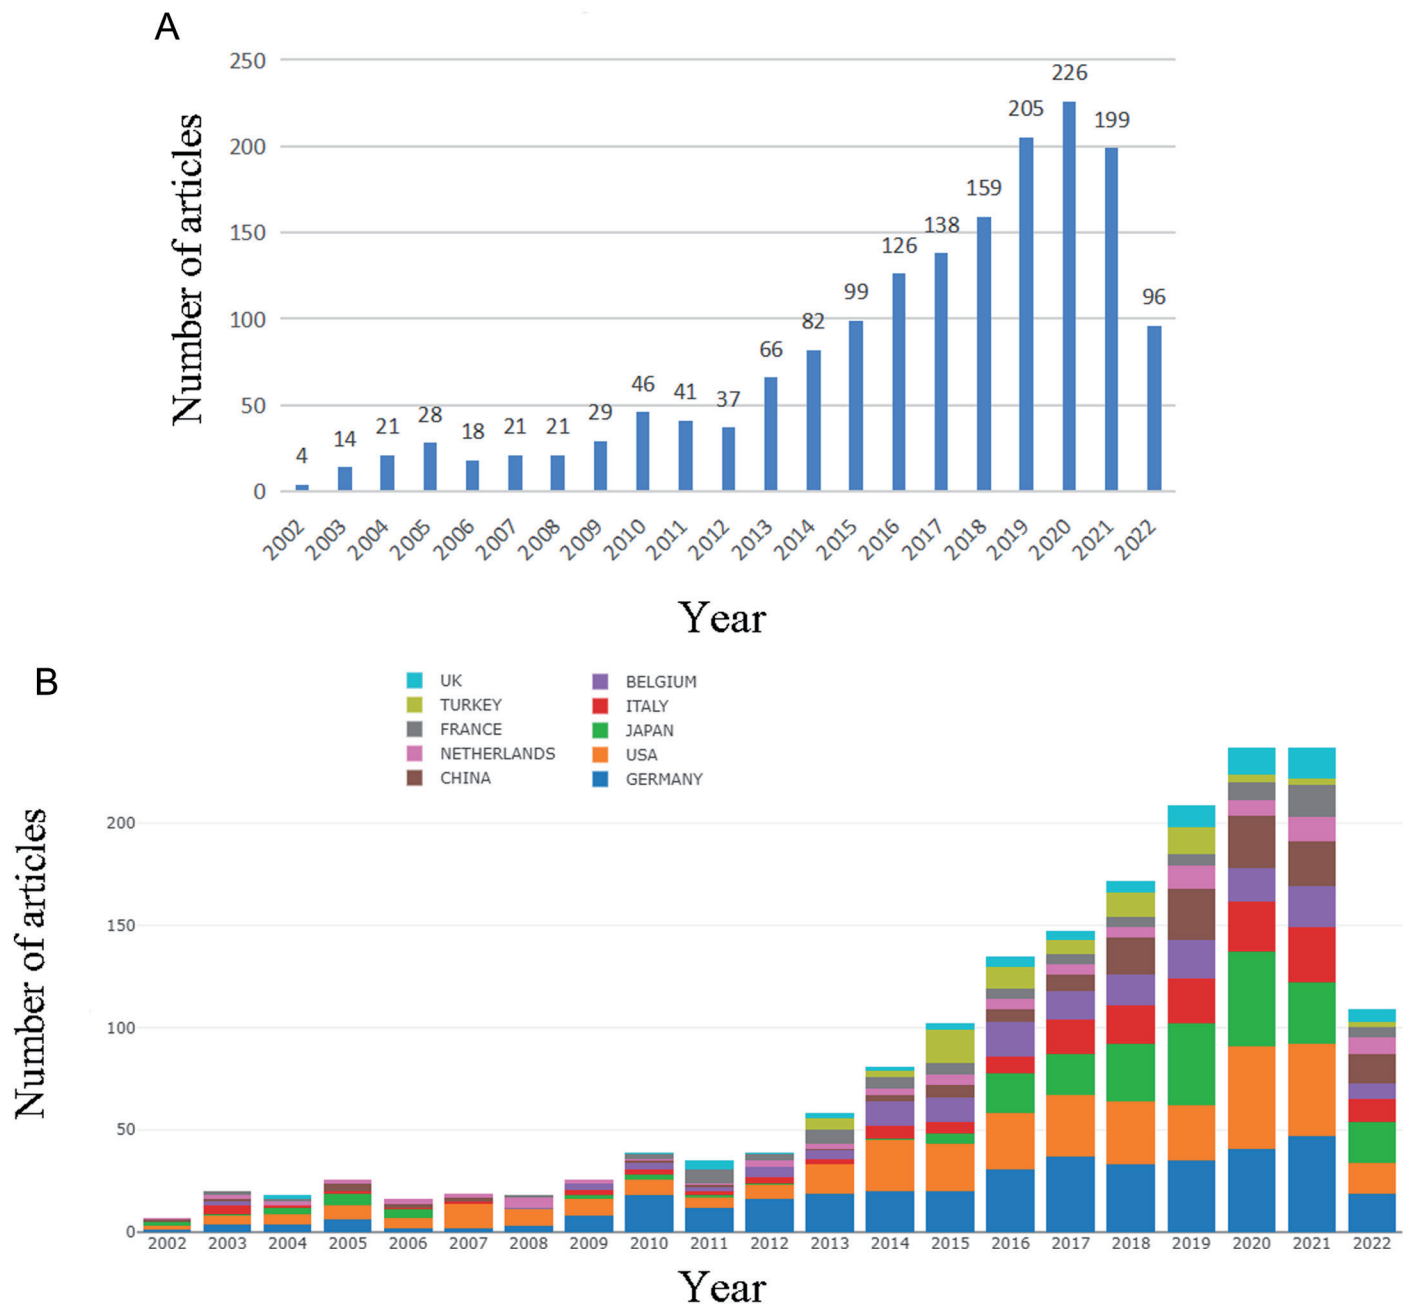 A
250
200
150
100
50
0
Number of articles
4 14 21 28 18 21 21 29 46 41 37 66 82 99 126 138 159 205 226 199 96
2002 2003 2004 2005 2006 2007 2008 2009 2010 2011 2012 2013 2014 2015 2016 2017 2018 2019 2020 2021 2022
Year
B
UK
TURKEY
FRANCE
NETHERLANDS
CHINA
BELGIUM
ITALY
JAPAN
USA
GERMANY
200
150
100
50
0
Number of articles
2002 2003 2004 2005 2006 2007 2008 2009 2010 2011 2012 2013 2014 2015 2016 2017 2018 2019 2020 2021 2022
Year